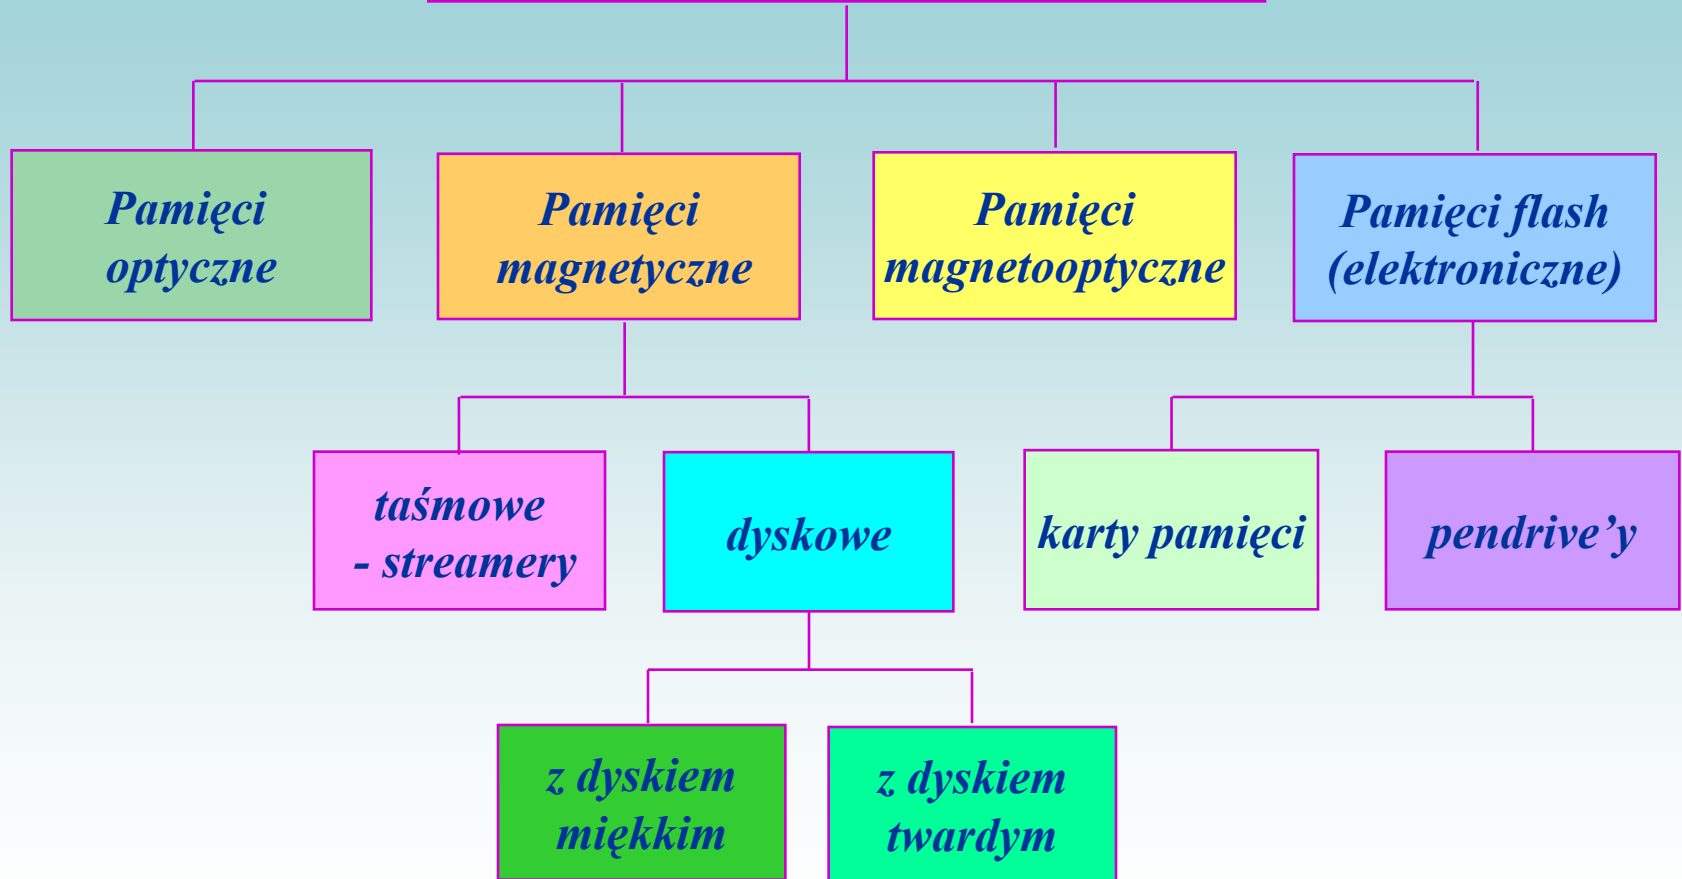 Pamięci
optyczne
Pamięci
magnetyczne
Pamięci
magnetooptyczne
Pamięci flash
(elektroniczne)
taśmowe
- streamery
dyskowe
karty pamięci
pendrive’y
z dyskiem
miękkim
z dyskiem
twardym